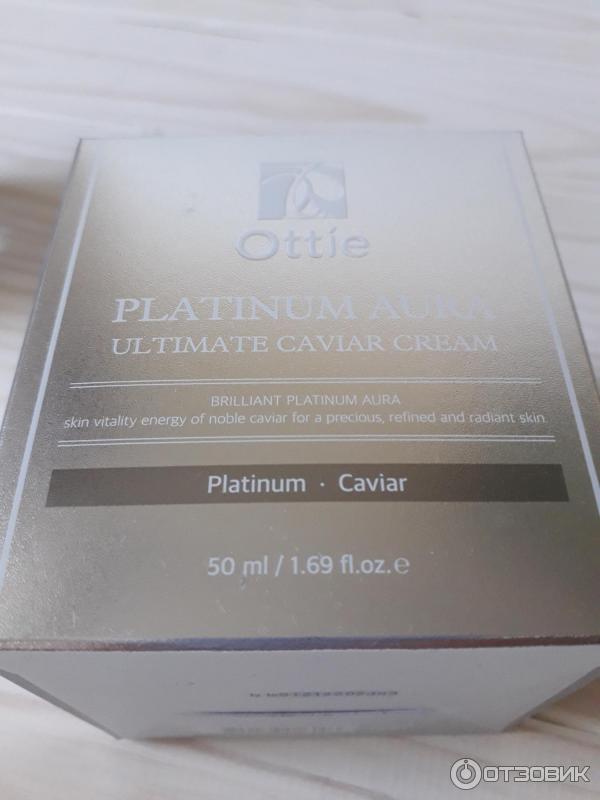 Ottie
PLATINUM AURA
ULTIMATE CAVIAR CREAM
BRILLIANT PLATINUM AURA
skin vitality energy of noble caviar for a precious, refined and radiant skin.
Platinum · Caviar
50 ml / 1.69 fl.oz.e
ОТЗОВИК